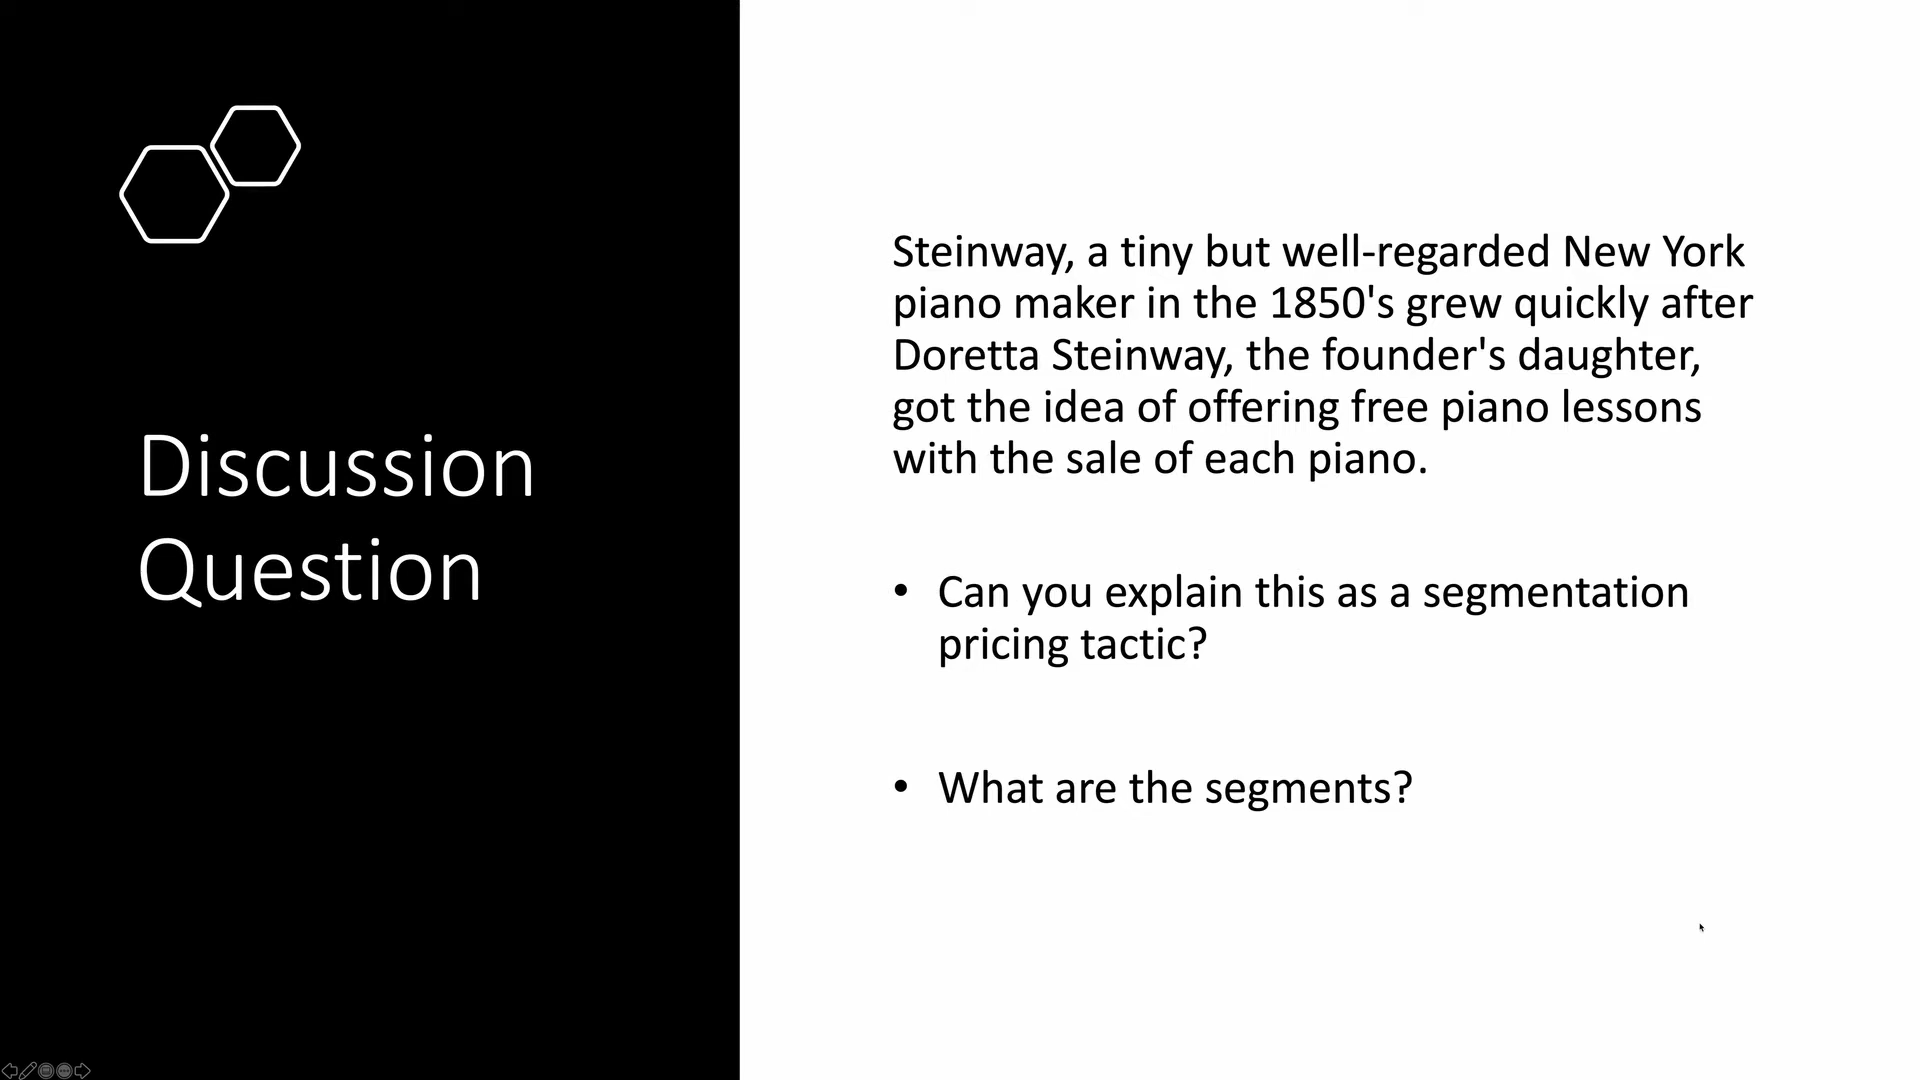 Discussion
Question
Steinway, a tiny but well-regarded New York
piano maker in the 1850's grew quickly after
Doretta Steinway, the founder's daughter,
got the idea of offering free piano lessons
with the sale of each piano.
• Can you explain this as a segmentation
pricing tactic?
• What are the segments?